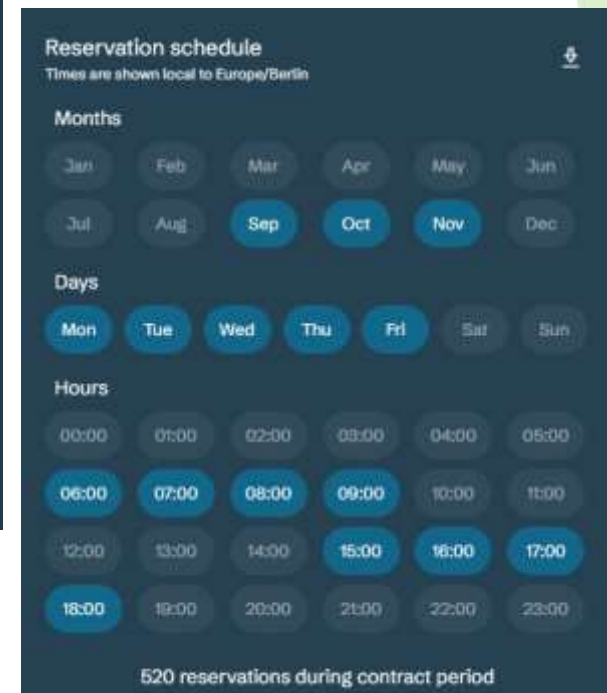 Reservation schedule
Times are shown local to Europe/Berlin
Months
Jan Feb Mar Apr May Jun
Jul Aug Sep Oct Nov Dec
Days
Mon Tue Wed Thu Fri Sat Sun
Hours
00:00 01:00 02:00 03:00 04:00 05:00
06:00 07:00 08:00 09:00 10:00 11:00
12:00 13:00 14:00 15:00 16:00 17:00
18:00 19:00 20:00 21:00 22:00 23:00
520 reservations during contract period